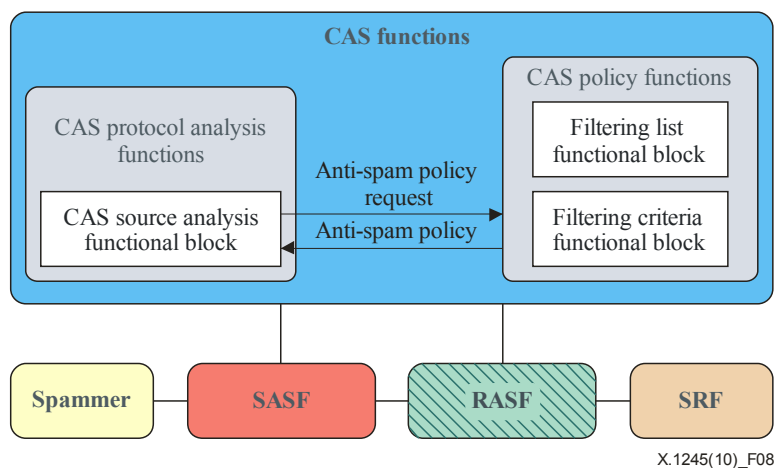 CAS functions
CAS protocol analysis
functions
CAS source analysis
functional block
Anti-spam policy
request
Anti-spam policy
CAS policy functions
Filtering list
functional block
Filtering criteria
functional block
Spammer
SASF
RASF
SRF
X.1245(10)_F08